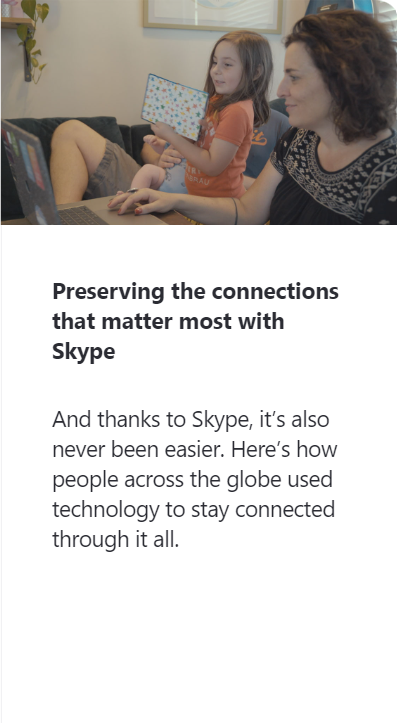 Preserving the connections
that matter most with
Skype
And thanks to Skype, it's also
never been easier. Here's how
people across the globe used
technology to stay connected
through it all.